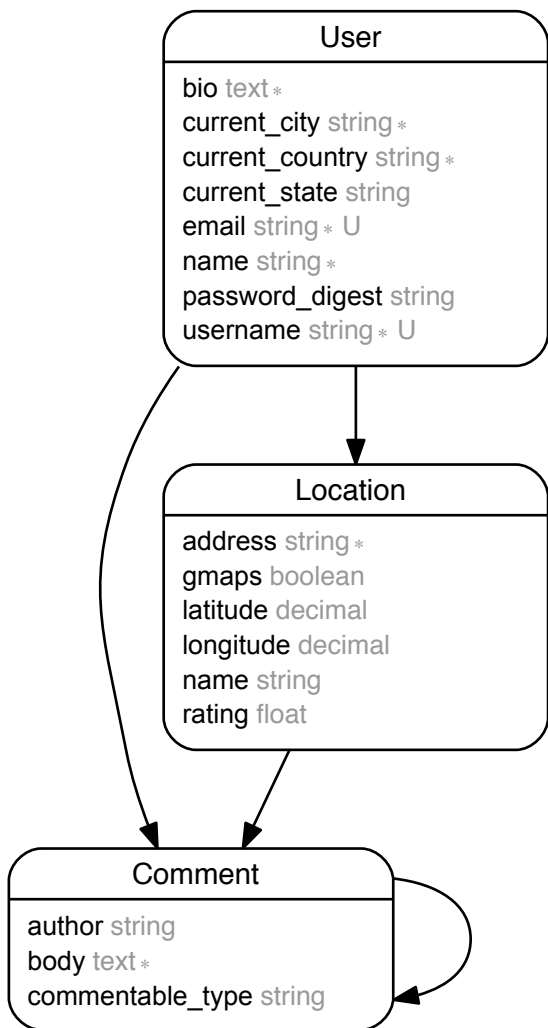 User
bio text *
current_city string *
current_country string *
current_state string
email string * U
name string *
password_digest string
username string * U
Location
address string *
gmaps boolean
latitude decimal
longitude decimal
name string
rating float
Comment
author string
body text *
commentable_type string